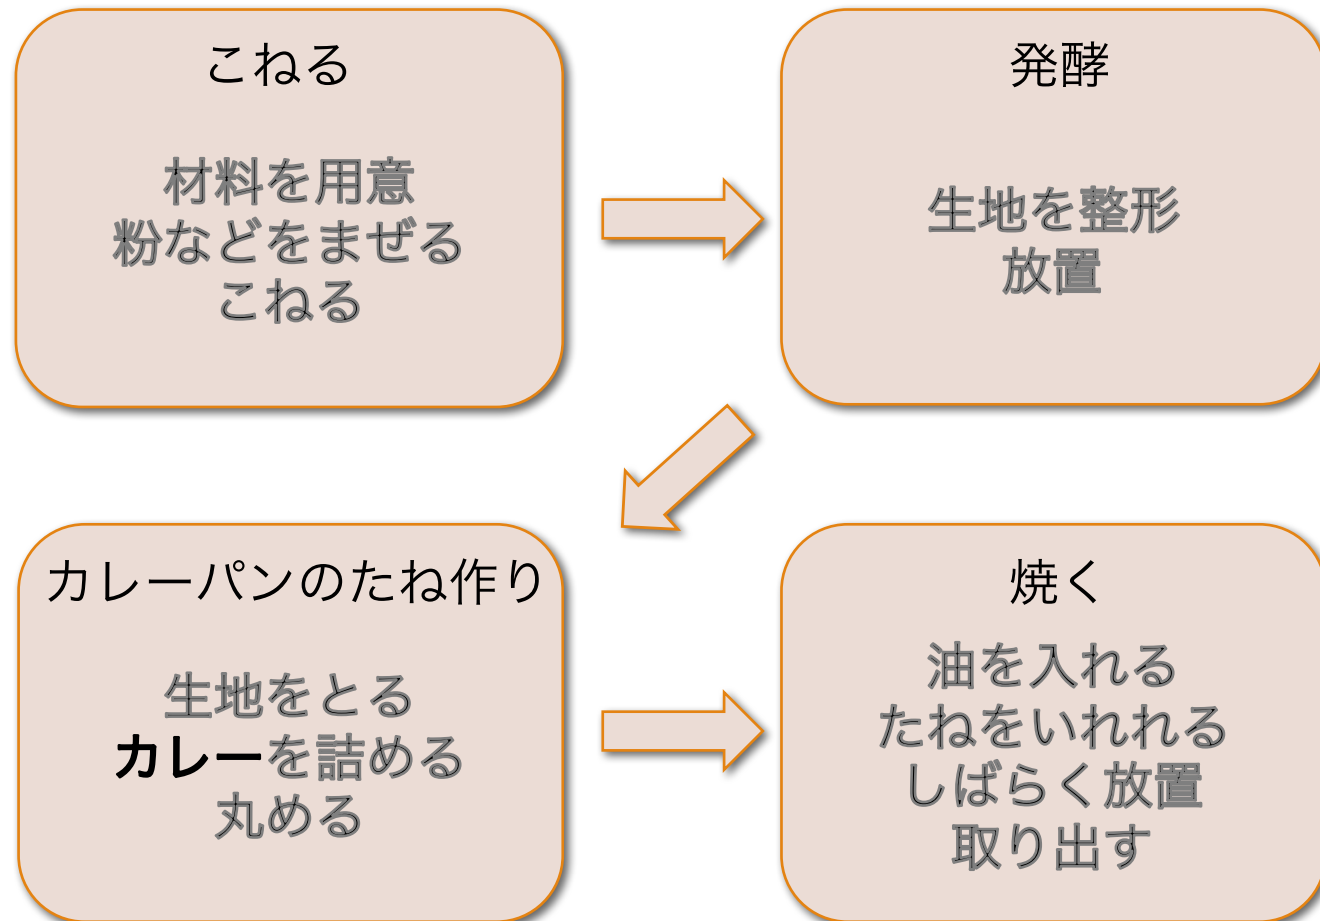 こねる
材料を用意
粉などをまぜる
こねる
発酵
生地を整形
放置
カレーパンのたね作り
生地をとる
カレーを詰める
丸める
焼く
油を入れる
たねをいれれる
しばらく放置
取り出す